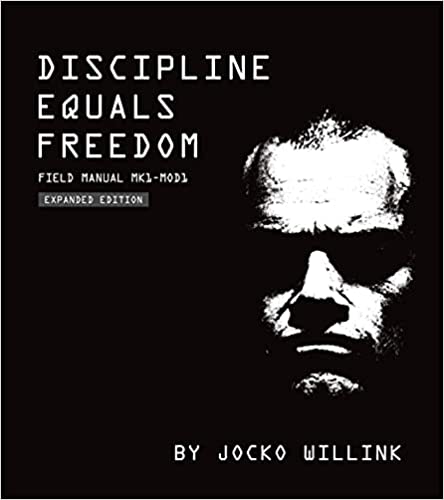 DISCIPLINE
EQUALS
FREEDOM
FIELD MANUAL MK1-MOD1
EXPANDED EDITION
BY JOCKO WILLINK